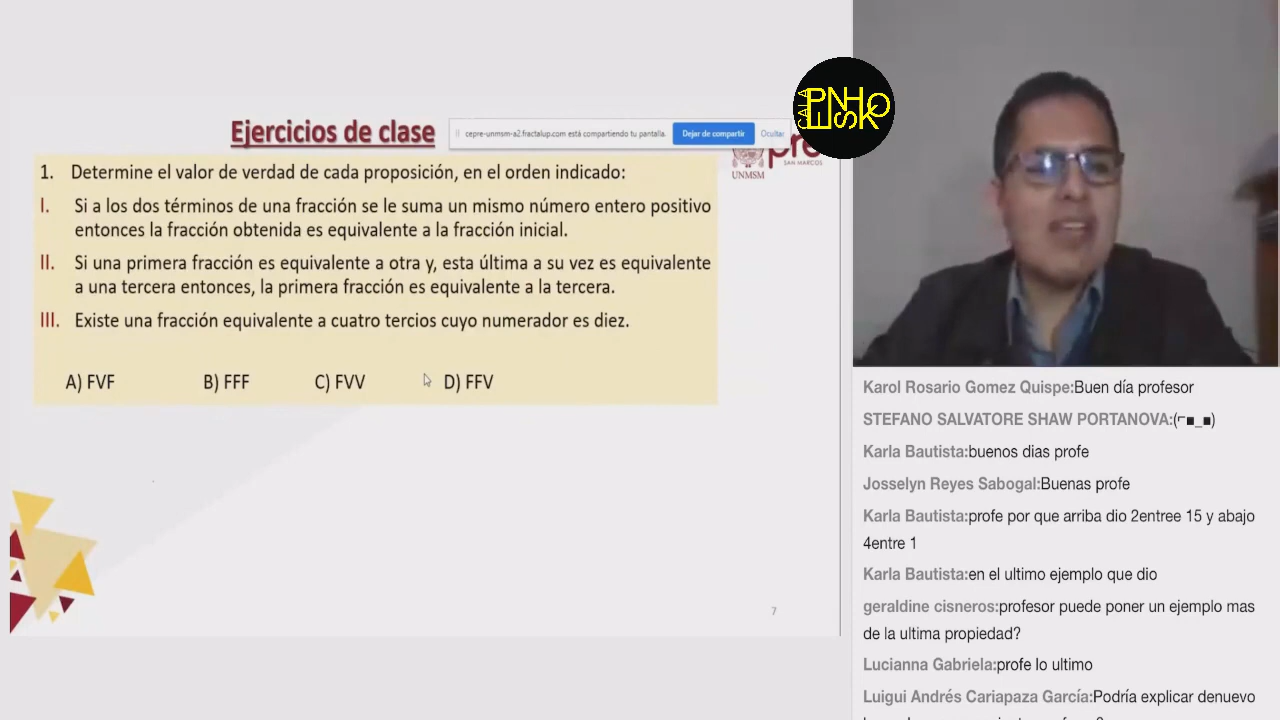 Ejercicios de clase
cepre-unmsm-a2.fractalup.com está compartiendo tu pantalla.
Dejar de compartir
Ocultar
CALA
PNHO
ESK
pre
SAN MARCOS
UNMSM
1. Determine el valor de verdad de cada proposición, en el orden indicado:
I. Si a los dos términos de una fracción se le suma un mismo número entero positivo
entonces la fracción obtenida es equivalente a la fracción inicial.
II. Si una primera fracción es equivalente a otra y, esta última a su vez es equivalente
a una tercera entonces, la primera fracción es equivalente a la tercera.
III. Existe una fracción equivalente a cuatro tercios cuyo numerador es diez.
A) FVF B) FFF C) FVV D) FFV
7
Karol Rosario Gomez Quispe:Buen día profesor
STEFANO SALVATORE SHAW PORTANOVA:(⌐■_■)
Karla Bautista:buenos dias profe
Josselyn Reyes Sabogal:Buenas profe
Karla Bautista:profe por que arriba dio 2entree 15 y abajo
4entre 1
Karla Bautista:en el ultimo ejemplo que dio
geraldine cisneros:profesor puede poner un ejemplo mas
de la ultima propiedad?
Lucianna Gabriela:profe lo ultimo
Luigui Andrés Cariapaza García:Podría explicar denuevo